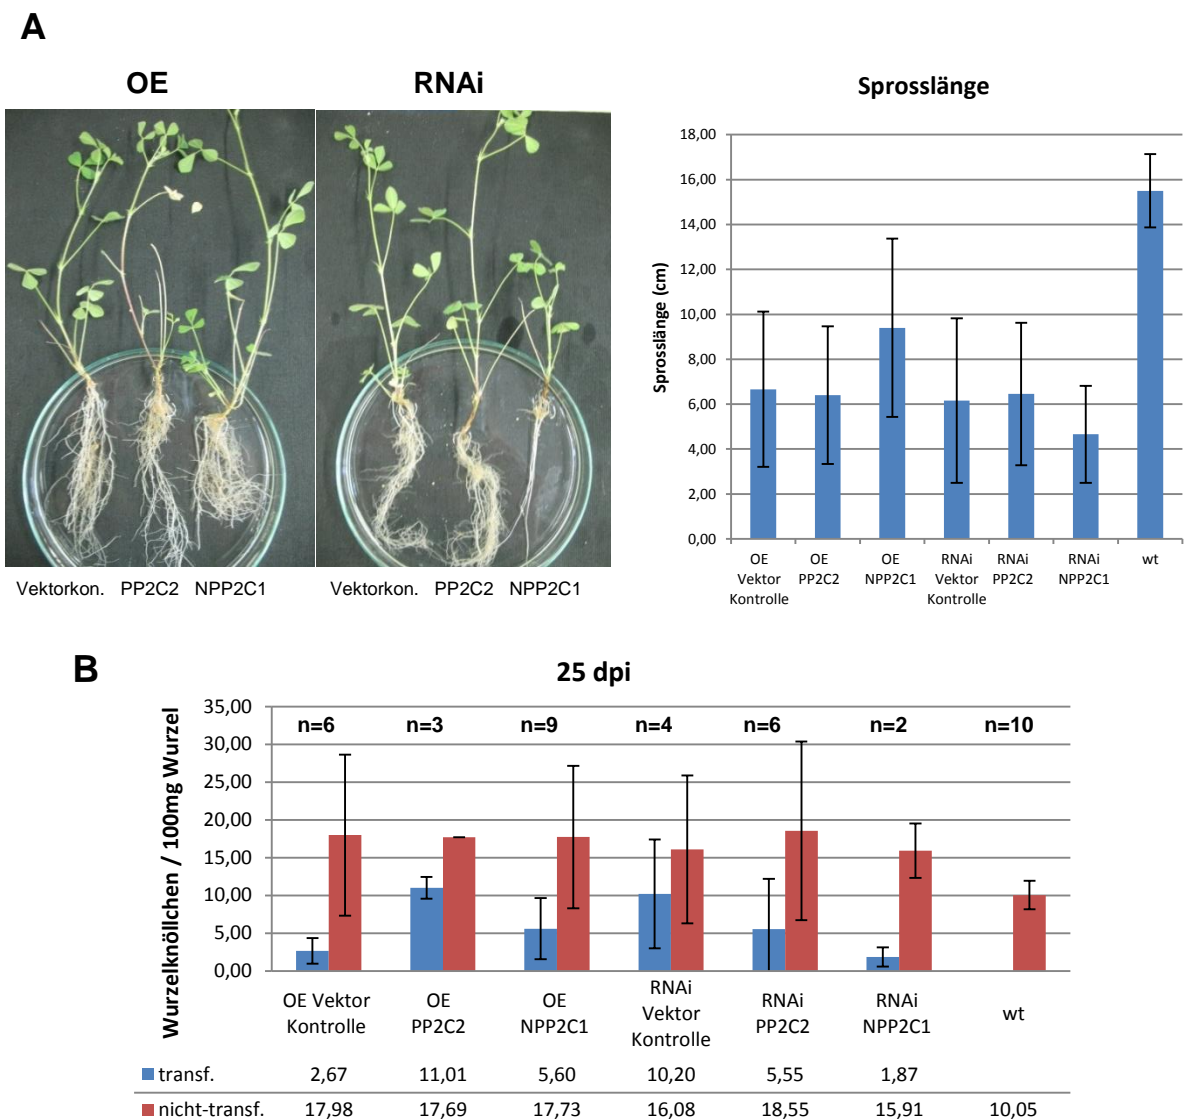 A
OE
RNAi
Vektorkon. PP2C2 NPP2C1
Vektorkon. PP2C2 NPP2C1
Sprosslänge
Sprosslänge (cm)
18,00
16,00
14,00
12,00
10,00
8,00
6,00
4,00
2,00
0,00
OE Vektor Kontrolle
OE PP2C2
OE NPP2C1
RNAi Vektor Kontrolle
RNAi PP2C2
RNAi NPP2C1
wt
B
25 dpi
Wurzelknöllchen / 100mg Wurzel
35,00
30,00
25,00
20,00
15,00
10,00
5,00
0,00
n=6 n=3 n=9 n=4 n=6 n=2 n=10
OE Vektor Kontrolle
OE PP2C2
OE NPP2C1
RNAi Vektor Kontrolle
RNAi PP2C2
RNAi NPP2C1
wt
transf. 2,67 11,01 5,60 10,20 5,55 1,87
nicht-transf. 17,98 17,69 17,73 16,08 18,55 15,91 10,05